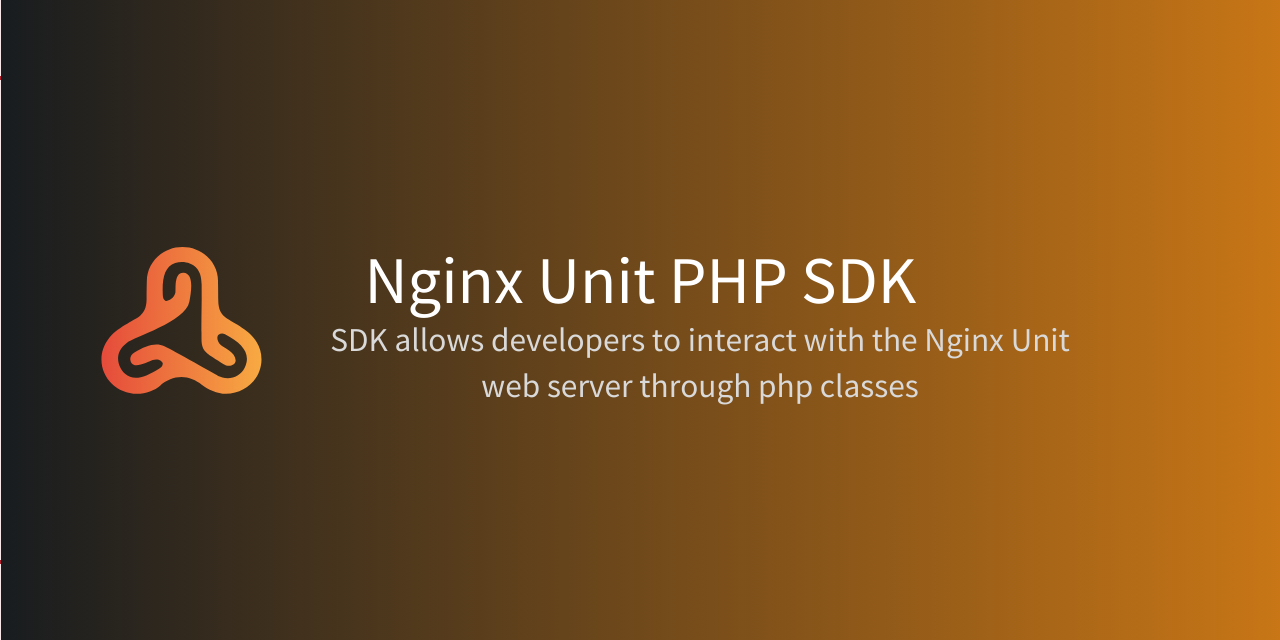 Nginx Unit PHP SDK
SDK allows developers to interact with the Nginx Unit
web server through php classes